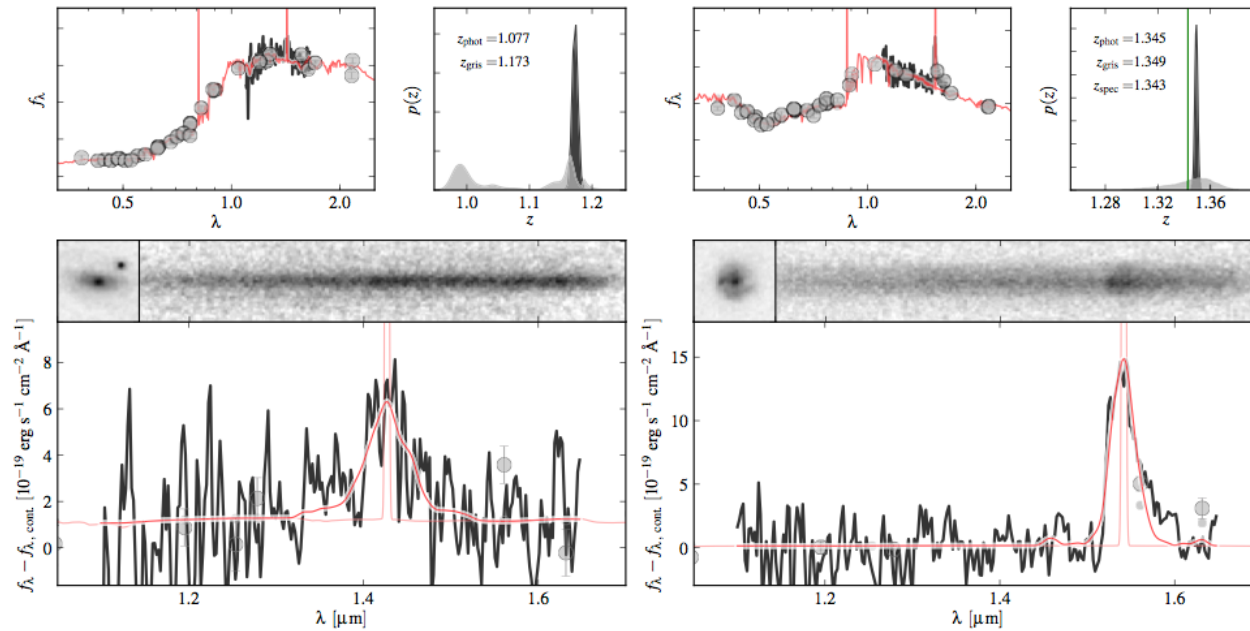 fλ
0.5
1.0
2.0
λ
p(z)
zphot =1.077
zgris =1.173
1.0
1.1
1.2
z
fλ
0.5
1.0
2.0
λ
p(z)
zphot =1.345
zgris =1.349
zspec =1.343
1.28
1.32
1.36
z
fλ − fλ, cont. [10⁻¹⁹ erg s⁻¹ cm⁻² Å⁻¹]
8
6
4
2
0
1.2
1.4
1.6
λ [μm]
fλ − fλ, cont. [10⁻¹⁹ erg s⁻¹ cm⁻² Å⁻¹]
15
10
5
0
1.2
1.4
1.6
λ [μm]